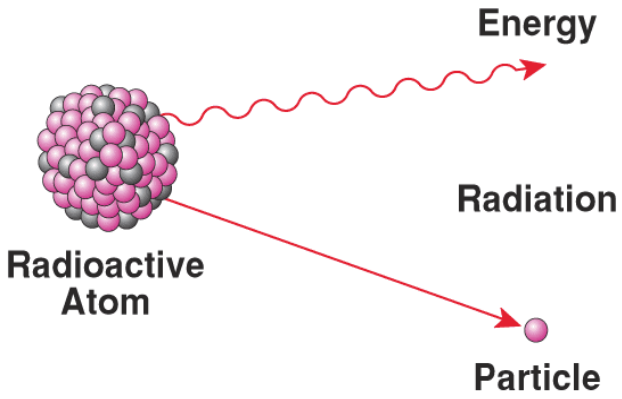 Energy
Radiation
Radioactive
Atom
Particle